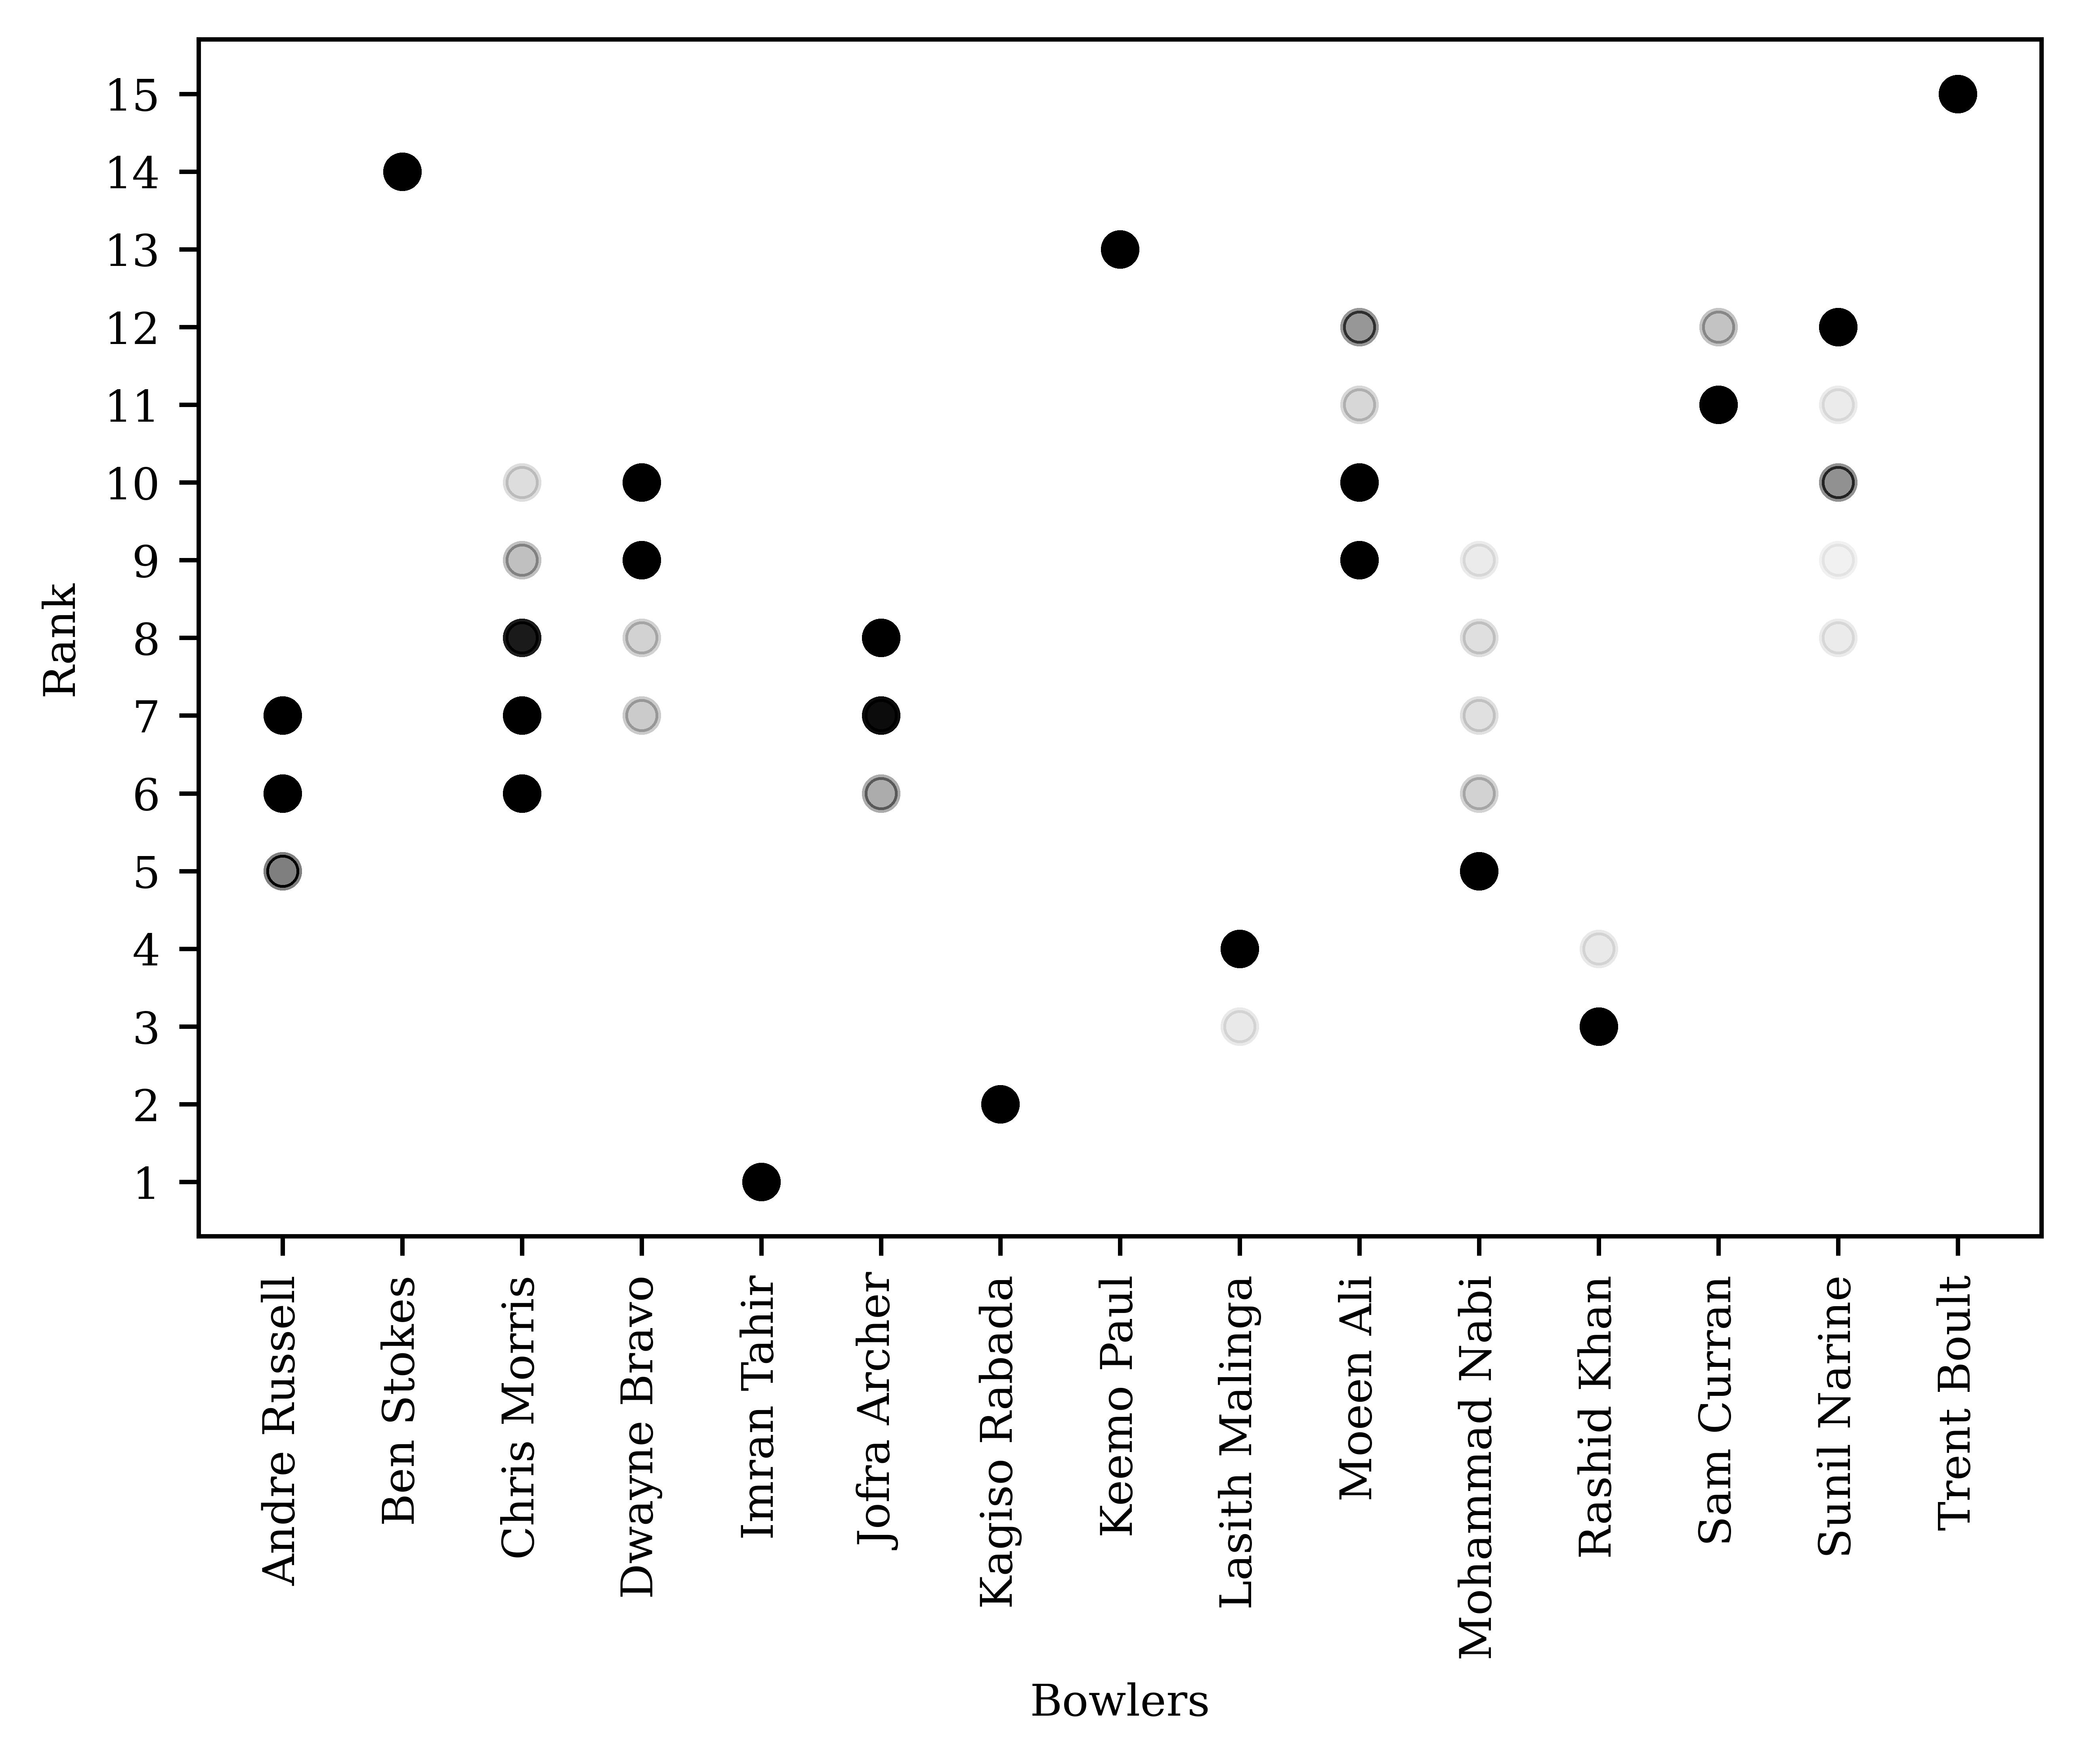 15
14
13
12
11
10
9
8
7
6
5
4
3
2
1
Rank
Andre Russell
Ben Stokes
Chris Morris
Dwayne Bravo
Imran Tahir
Jofra Archer
Kagiso Rabada
Keemo Paul
Lasith Malinga
Moeen Ali
Mohammad Nabi
Rashid Khan
Sam Curran
Sunil Narine
Trent Boult
Bowlers